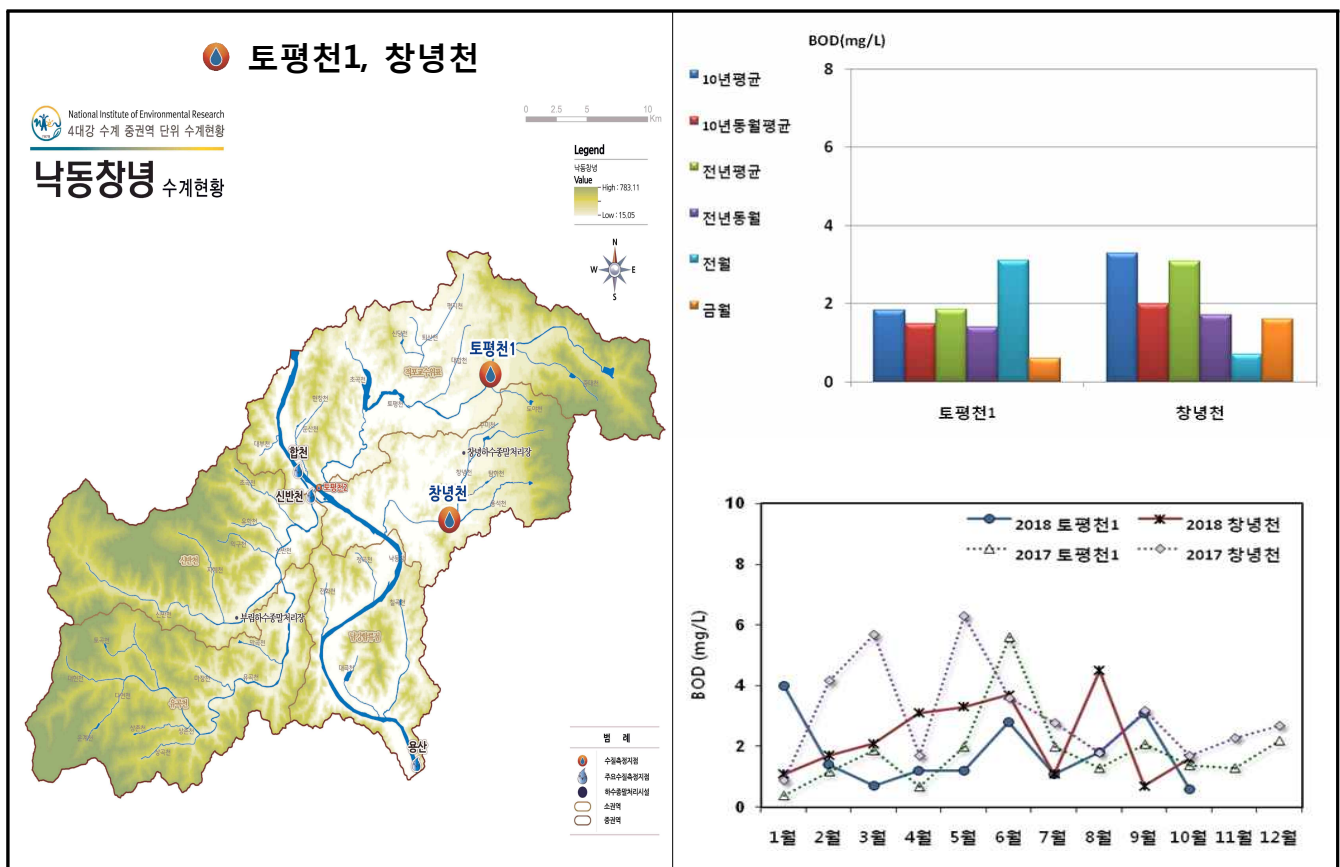 토평천1, 창녕천
National Institute of Environmental Research
4대강 수계 중권역 단위 수계현황
낙동창녕 수계현황
0 2.5 5 10
Km
Legend
낙동창녕
Value
High : 783.11
Low : 15.05
N
W E
S
토평천1
토평천
창녕하수종말처리장
합천
신반천
토평천2
창녕천
창녕천
부림하수종말처리장
용산
범 례
수질측정지점
주요수질측정지점
하수종말처리시설
소권역
중권역
BOD(mg/L)
10년평균
10년동월평균
전년평균
전년동월
전월
금월
8
6
4
2
0
토평천1 창녕천
BOD (mg/L)
10
8
6
4
2
0
2018 토평천1 2018 창녕천
2017 토평천1 2017 창녕천
1월 2월 3월 4월 5월 6월 7월 8월 9월 10월 11월 12월